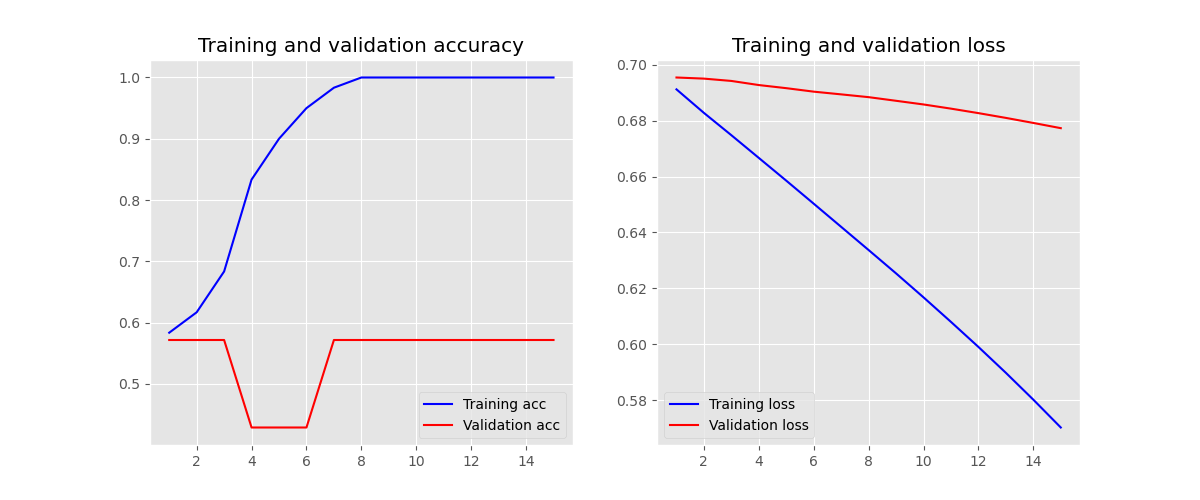 Training and validation accuracy
1.0
0.9
0.8
0.7
0.6
0.5
2 4 6 8 10 12 14
Training acc
Validation acc
Training and validation loss
0.70
0.68
0.66
0.64
0.62
0.60
0.58
2 4 6 8 10 12 14
Training loss
Validation loss